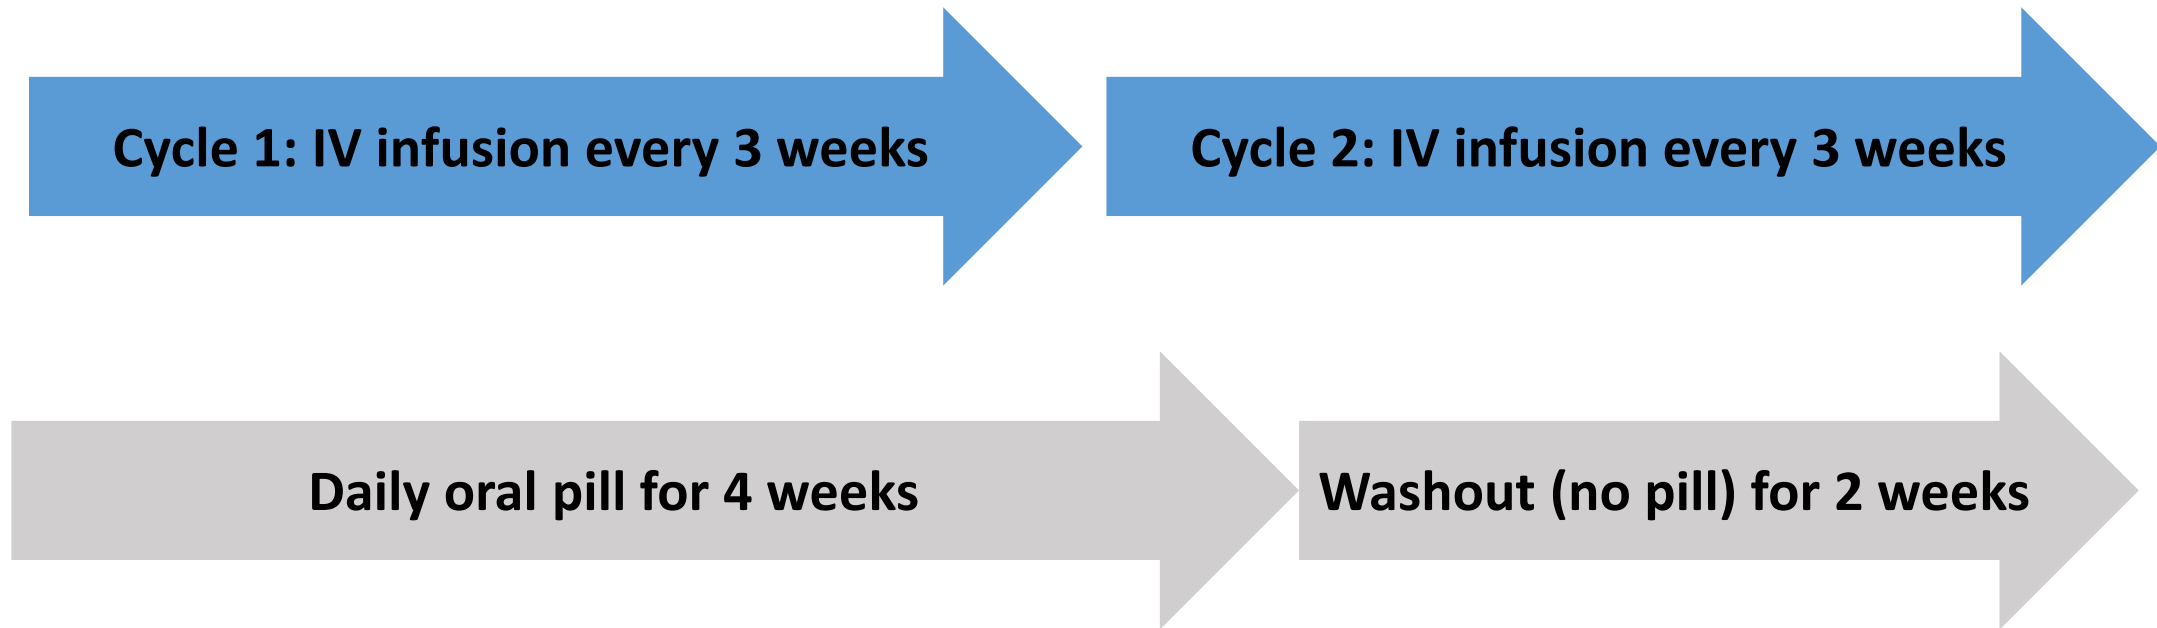 Cycle 1: IV infusion every 3 weeks
Cycle 2: IV infusion every 3 weeks
Daily oral pill for 4 weeks
Washout (no pill) for 2 weeks